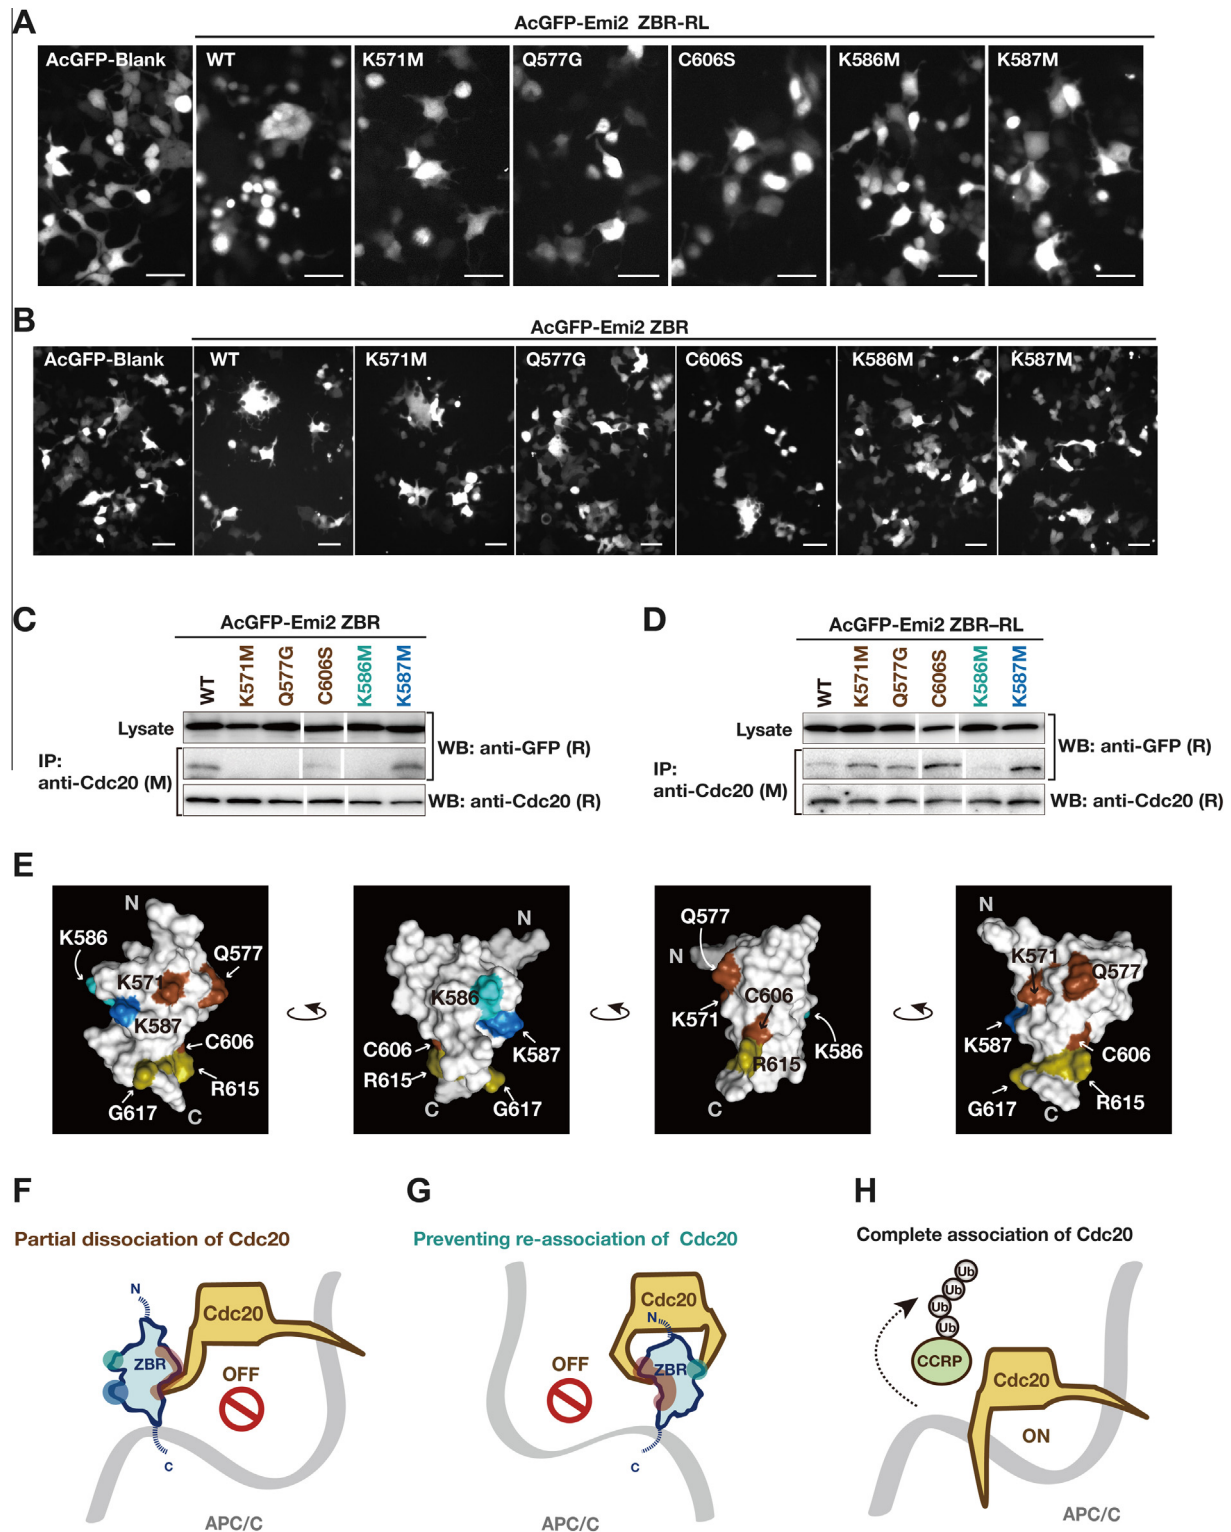 A
AcGFP-Emi2 ZBR-RL
AcGFP-Blank
WT
K571M
Q577G
C606S
K586M
K587M
B
AcGFP-Emi2 ZBR
AcGFP-Blank
WT
K571M
Q577G
C606S
K586M
K587M
C
AcGFP-Emi2 ZBR
WT
K571M
Q577G
C606S
K586M
K587M
Lysate
WB: anti-GFP (R)
IP:
anti-Cdc20 (M)
WB: anti-Cdc20 (R)
D
AcGFP-Emi2 ZBR–RL
WT
K571M
Q577G
C606S
K586M
K587M
Lysate
WB: anti-GFP (R)
IP:
anti-Cdc20 (M)
WB: anti-Cdc20 (R)
E
N
K586
Q577
K571
K587
C606
R615
G617
C
N
K586
C606
K587
R615
G617
C
Q577
N
C606
K571
K586
R615
C
N
K571
Q577
K587
C606
G617
R615
C
F
Partial dissociation of Cdc20
N
Cdc20
ZBR
OFF
C
APC/C
G
Preventing re-association of Cdc20
Cdc20
N
OFF
ZBR
C
APC/C
H
Complete association of Cdc20
Ub
Ub
Ub
Ub
CCRP
Cdc20
ON
APC/C